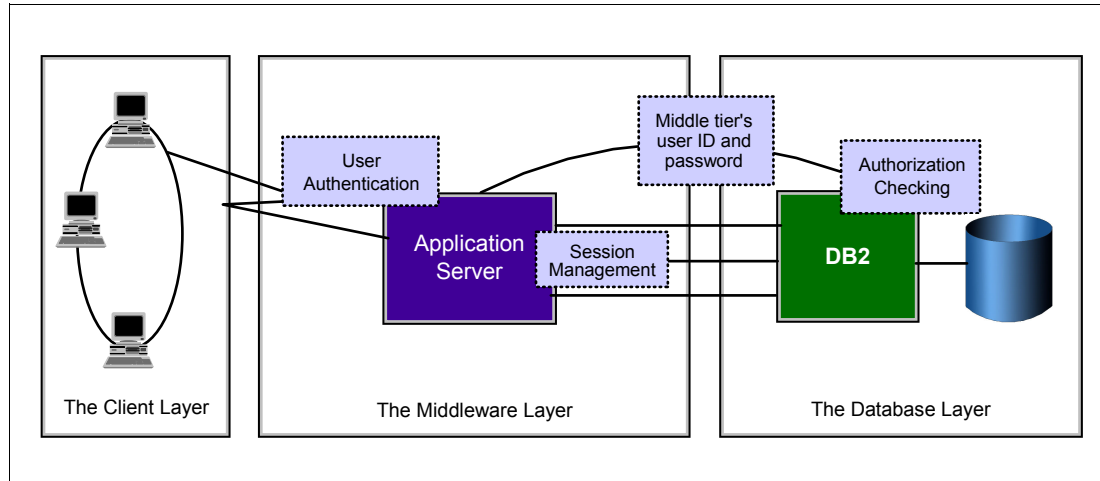 User
Authentication
Application
Server
Session
Management
Middle tier's
user ID and
password
Authorization
Checking
DB2
The Client Layer
The Middleware Layer
The Database Layer